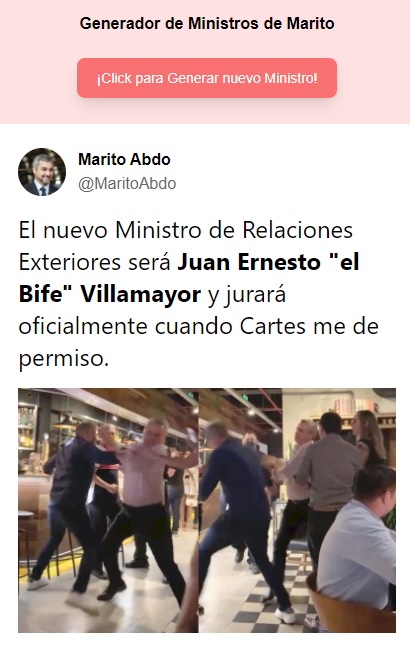 Generador de Ministros de Marito
¡Click para Generar nuevo Ministro!
Marito Abdo
@MaritoAbdo
El nuevo Ministro de Relaciones
Exteriores será Juan Ernesto "el
Bife" Villamayor y jurará
oficialmente cuando Cartes me de
permiso.